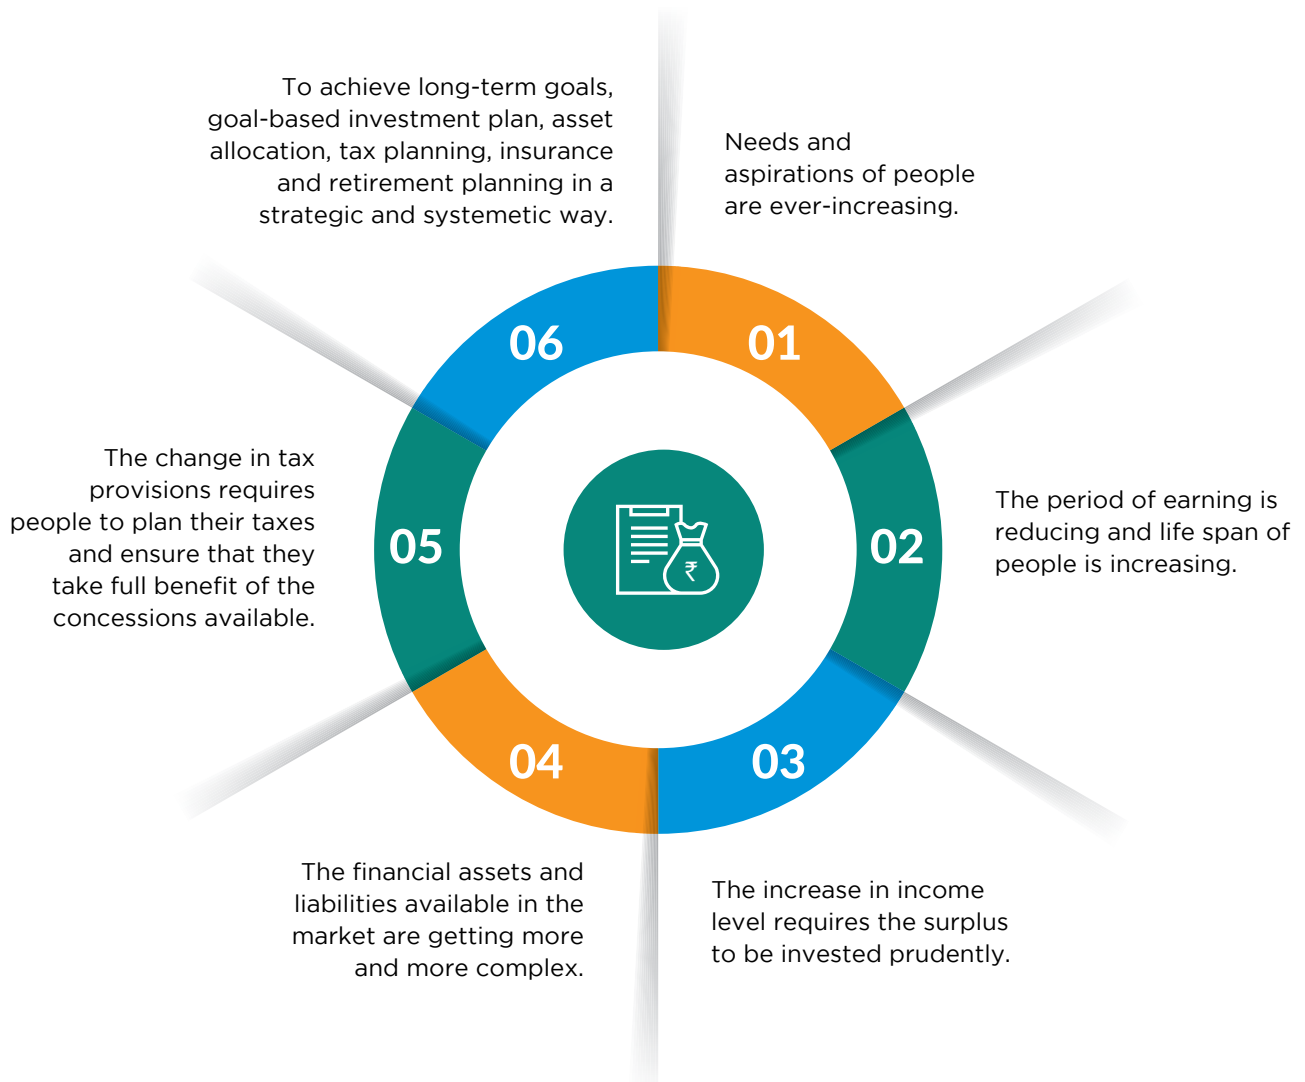 01
Needs and
aspirations of people
are ever-increasing.
02
The period of earning is
reducing and life span of
people is increasing.
03
The increase in income
level requires the surplus
to be invested prudently.
04
The financial assets and
liabilities available in the
market are getting more
and more complex.
05
The change in tax
provisions requires
people to plan their taxes
and ensure that they
take full benefit of the
concessions available.
06
To achieve long-term goals,
goal-based investment plan, asset
allocation, tax planning, insurance
and retirement planning in a
strategic and systemetic way.
₹